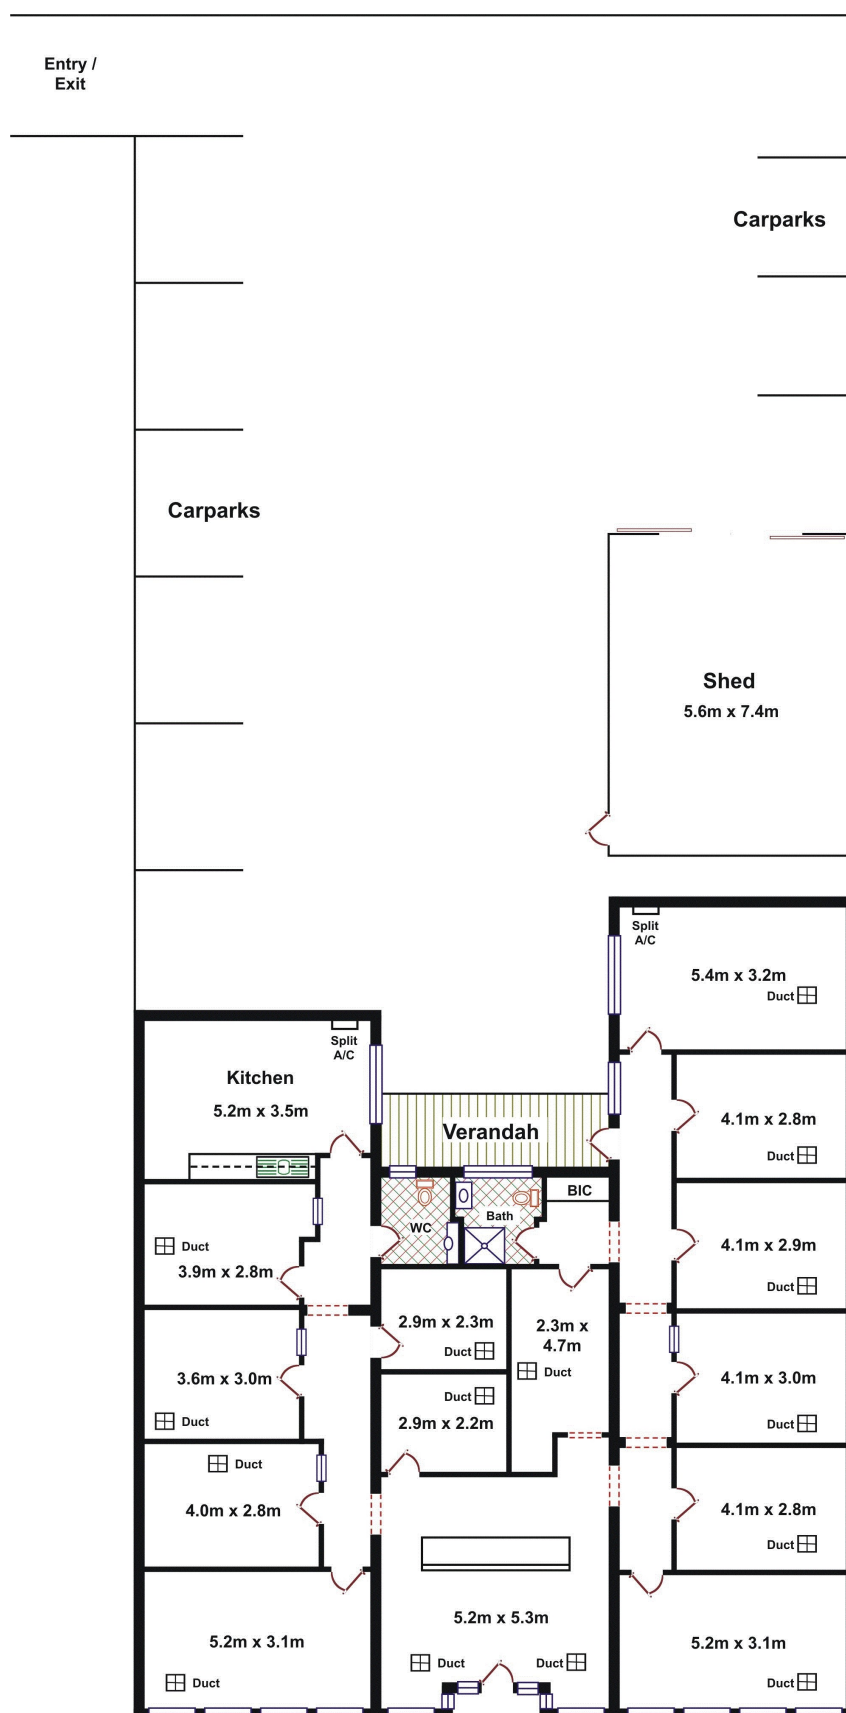 Entry /
Exit
Carparks
Carparks
Shed
5.6m x 7.4m
Split
A/C
5.4m x 3.2m
Duct
Split
A/C
Kitchen
5.2m x 3.5m
Verandah
4.1m x 2.8m
Duct
BIC
WC
Bath
Duct
3.9m x 2.8m
4.1m x 2.9m
Duct
2.9m x 2.3m
Duct
2.3m x
4.7m
Duct
3.6m x 3.0m
Duct
4.1m x 3.0m
Duct
Duct
2.9m x 2.2m
Duct
4.0m x 2.8m
4.1m x 2.8m
Duct
5.2m x 3.1m
Duct
5.2m x 5.3m
Duct
Duct
5.2m x 3.1m
Duct